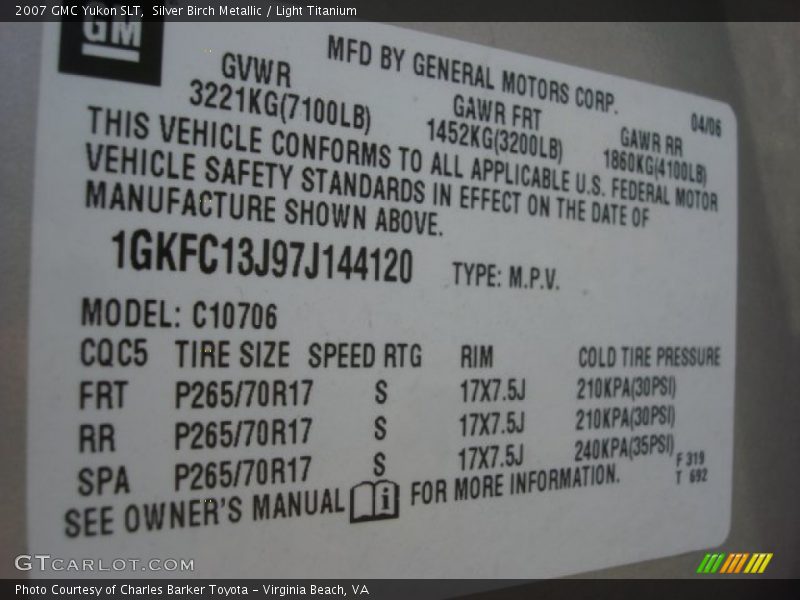 2007 GMC Yukon SLT,  Silver Birch Metallic / Light Titanium
GM
MFD BY GENERAL MOTORS CORP.
04/06
GVWR GAWR FRT GAWR RR
3221KG(7100LB) 1452KG(3200LB) 1860KG(4100LB)
THIS VEHICLE CONFORMS TO ALL APPLICABLE U.S. FEDERAL MOTOR
VEHICLE SAFETY STANDARDS IN EFFECT ON THE DATE OF
MANUFACTURE SHOWN ABOVE.
1GKFC13J97J144120 TYPE: M.P.V.
MODEL: C10706
CQC5 TIRE SIZE SPEED RTG RIM COLD TIRE PRESSURE
FRT P265/70R17 S 17X7.5J 210KPA(30PSI)
RR P265/70R17 S 17X7.5J 210KPA(30PSI)
SPA P265/70R17 S 17X7.5J 240KPA(35PSI)
SEE OWNER'S MANUAL i FOR MORE INFORMATION.
F 319
T 692
GTCARLOT.COM
Photo Courtesy of Charles Barker Toyota - Virginia Beach, VA